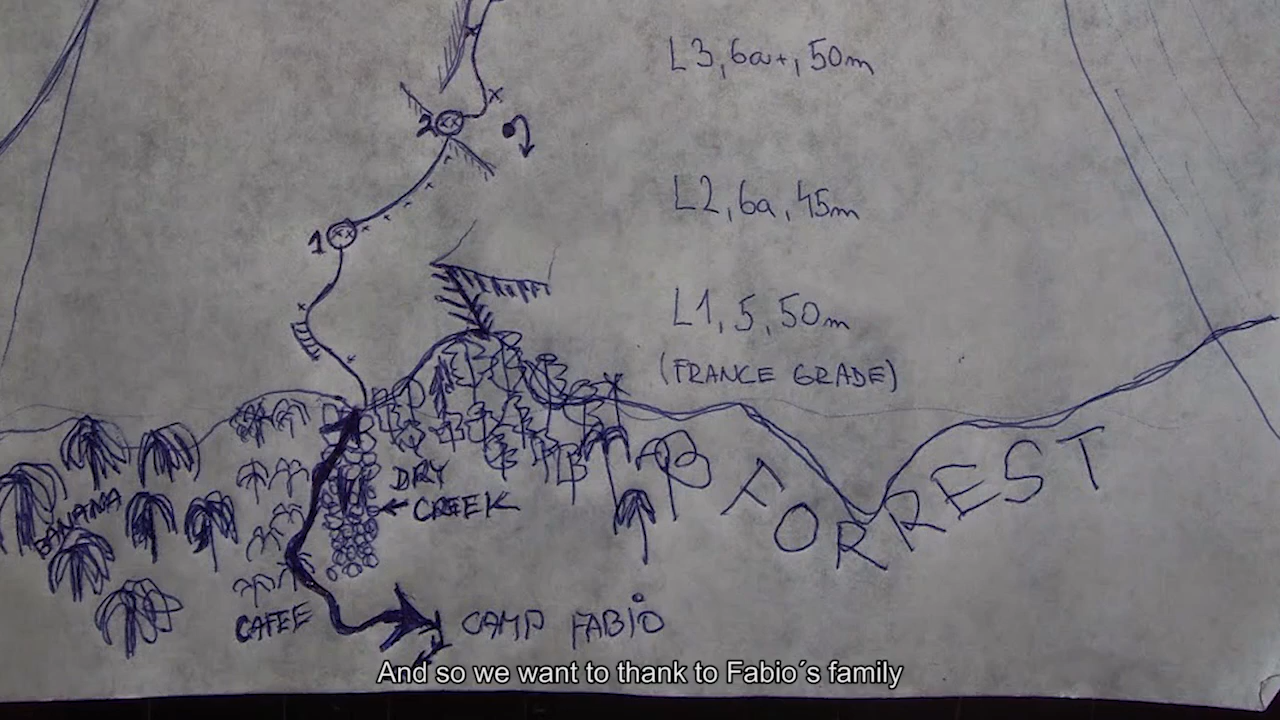 L3, 6a+, 50m
2
L2, 6a, 45m
1
L1, 5, 50m
(FRANCE GRADE)
DRY
CREEK
BANANA
FORREST
CAFEE
CAMP FABIO
And so we want to thank to Fabio´s family